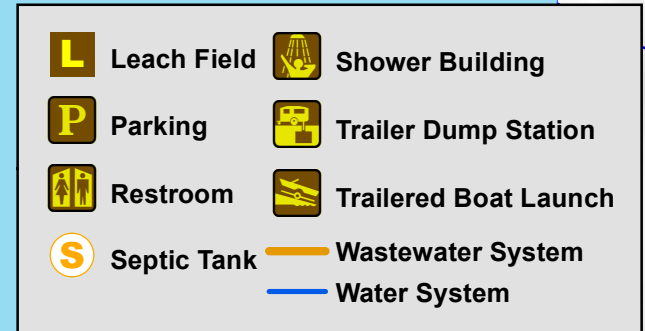 L Leach Field
P Parking
Restroom
S Septic Tank
Shower Building
Trailer Dump Station
Trailered Boat Launch
Wastewater System
Water System